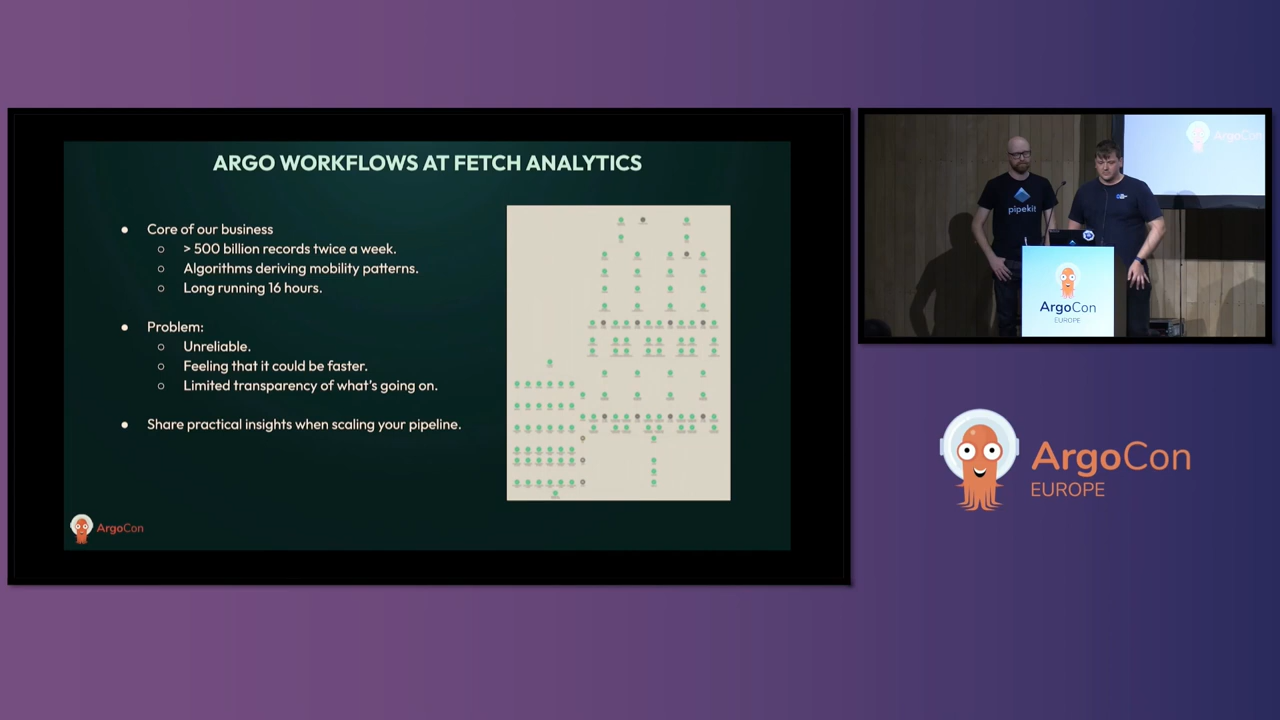 ARGO WORKFLOWS AT FETCH ANALYTICS
Core of our business
> 500 billion records twice a week.
Algorithms deriving mobility patterns.
Long running 16 hours.
Problem:
Unreliable.
Feeling that it could be faster.
Limited transparency of what's going on.
Share practical insights when scaling your pipeline.
ArgoCon
ArgoCon
pipekit
ArgoCon
EUROPE
ArgoCon
EUROPE